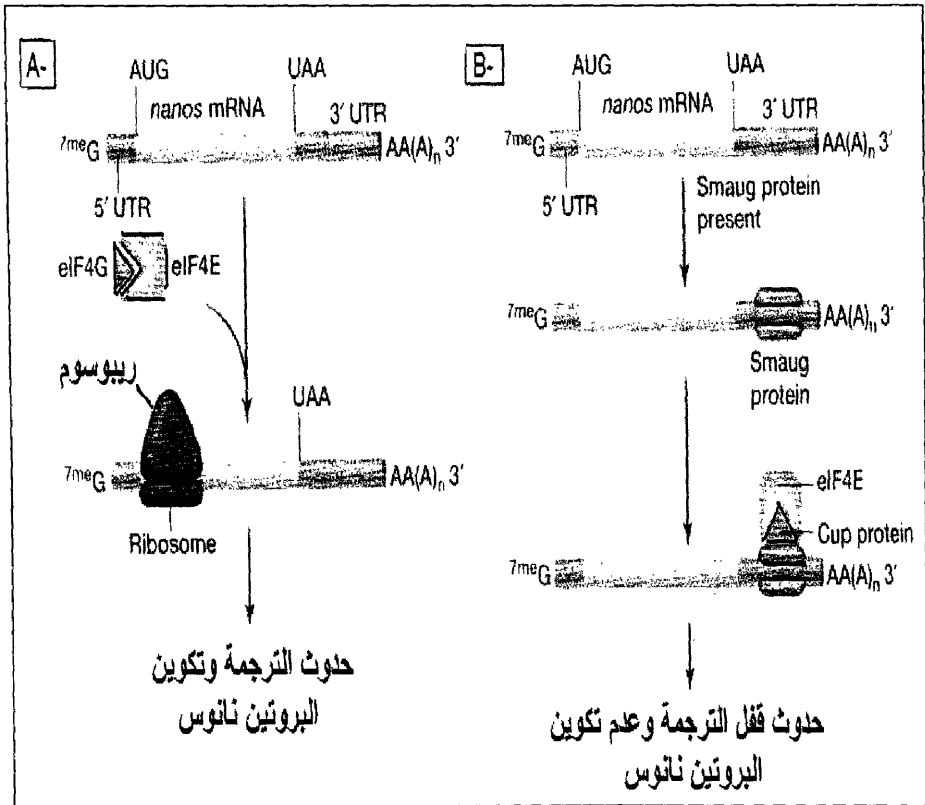 A-
AUG
UAA
nanos mRNA
3' UTR
7meG
AA(A)n 3'
5' UTR
eIF4G
eIF4E
ريبوسوم
UAA
7meG
AA(A)n 3'
Ribosome
حدوث الترجمة وتكوين
البروتين نانوس
B-
AUG
UAA
nanos mRNA
3' UTR
7meG
AA(A)n 3'
5' UTR
Smaug protein
present
7meG
AA(A)n 3'
Smaug
protein
eIF4E
Cup protein
7meG
AA(A)n 3'
حدوث قفل الترجمة وعدم تكوين
البروتين نانوس